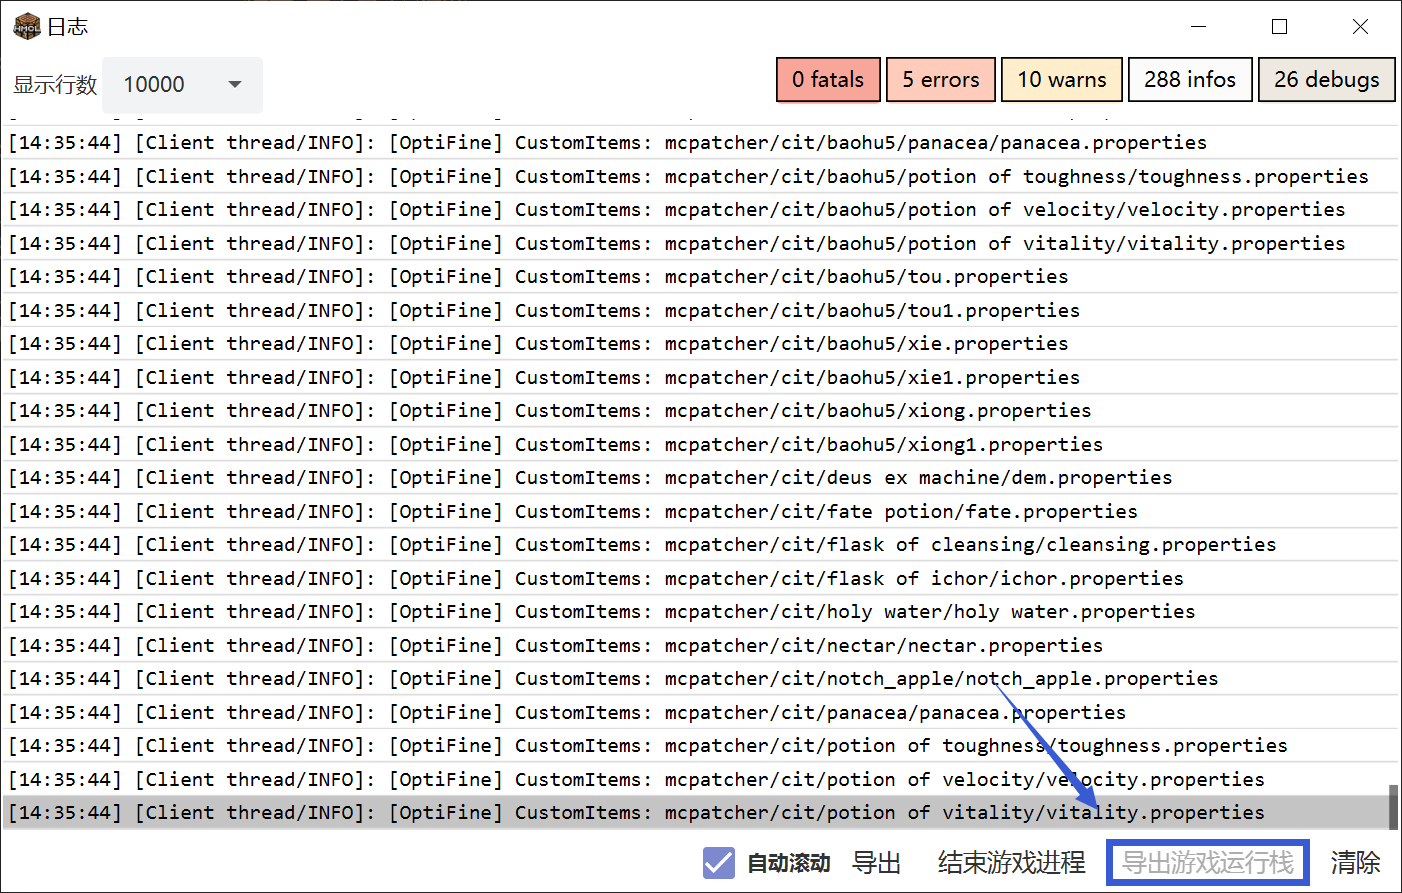 HMCL
日志
显示行数 10000
0 fatals 5 errors 10 warns 288 infos 26 debugs
[14:35:44] [Client thread/INFO]: [OptiFine] CustomItems: mcpatcher/cit/baohu5/panacea/panacea.properties
[14:35:44] [Client thread/INFO]: [OptiFine] CustomItems: mcpatcher/cit/baohu5/potion of toughness/toughness.properties
[14:35:44] [Client thread/INFO]: [OptiFine] CustomItems: mcpatcher/cit/baohu5/potion of velocity/velocity.properties
[14:35:44] [Client thread/INFO]: [OptiFine] CustomItems: mcpatcher/cit/baohu5/potion of vitality/vitality.properties
[14:35:44] [Client thread/INFO]: [OptiFine] CustomItems: mcpatcher/cit/baohu5/tou.properties
[14:35:44] [Client thread/INFO]: [OptiFine] CustomItems: mcpatcher/cit/baohu5/tou1.properties
[14:35:44] [Client thread/INFO]: [OptiFine] CustomItems: mcpatcher/cit/baohu5/xie.properties
[14:35:44] [Client thread/INFO]: [OptiFine] CustomItems: mcpatcher/cit/baohu5/xie1.properties
[14:35:44] [Client thread/INFO]: [OptiFine] CustomItems: mcpatcher/cit/baohu5/xiong.properties
[14:35:44] [Client thread/INFO]: [OptiFine] CustomItems: mcpatcher/cit/baohu5/xiong1.properties
[14:35:44] [Client thread/INFO]: [OptiFine] CustomItems: mcpatcher/cit/deus ex machine/dem.properties
[14:35:44] [Client thread/INFO]: [OptiFine] CustomItems: mcpatcher/cit/fate potion/fate.properties
[14:35:44] [Client thread/INFO]: [OptiFine] CustomItems: mcpatcher/cit/flask of cleansing/cleansing.properties
[14:35:44] [Client thread/INFO]: [OptiFine] CustomItems: mcpatcher/cit/flask of ichor/ichor.properties
[14:35:44] [Client thread/INFO]: [OptiFine] CustomItems: mcpatcher/cit/holy water/holy water.properties
[14:35:44] [Client thread/INFO]: [OptiFine] CustomItems: mcpatcher/cit/nectar/nectar.properties
[14:35:44] [Client thread/INFO]: [OptiFine] CustomItems: mcpatcher/cit/notch_apple/notch_apple.properties
[14:35:44] [Client thread/INFO]: [OptiFine] CustomItems: mcpatcher/cit/panacea/panacea.properties
[14:35:44] [Client thread/INFO]: [OptiFine] CustomItems: mcpatcher/cit/potion of toughness/toughness.properties
[14:35:44] [Client thread/INFO]: [OptiFine] CustomItems: mcpatcher/cit/potion of velocity/velocity.properties
[14:35:44] [Client thread/INFO]: [OptiFine] CustomItems: mcpatcher/cit/potion of vitality/vitality.properties
自动滚动 导出 结束游戏进程 导出游戏运行栈 清除